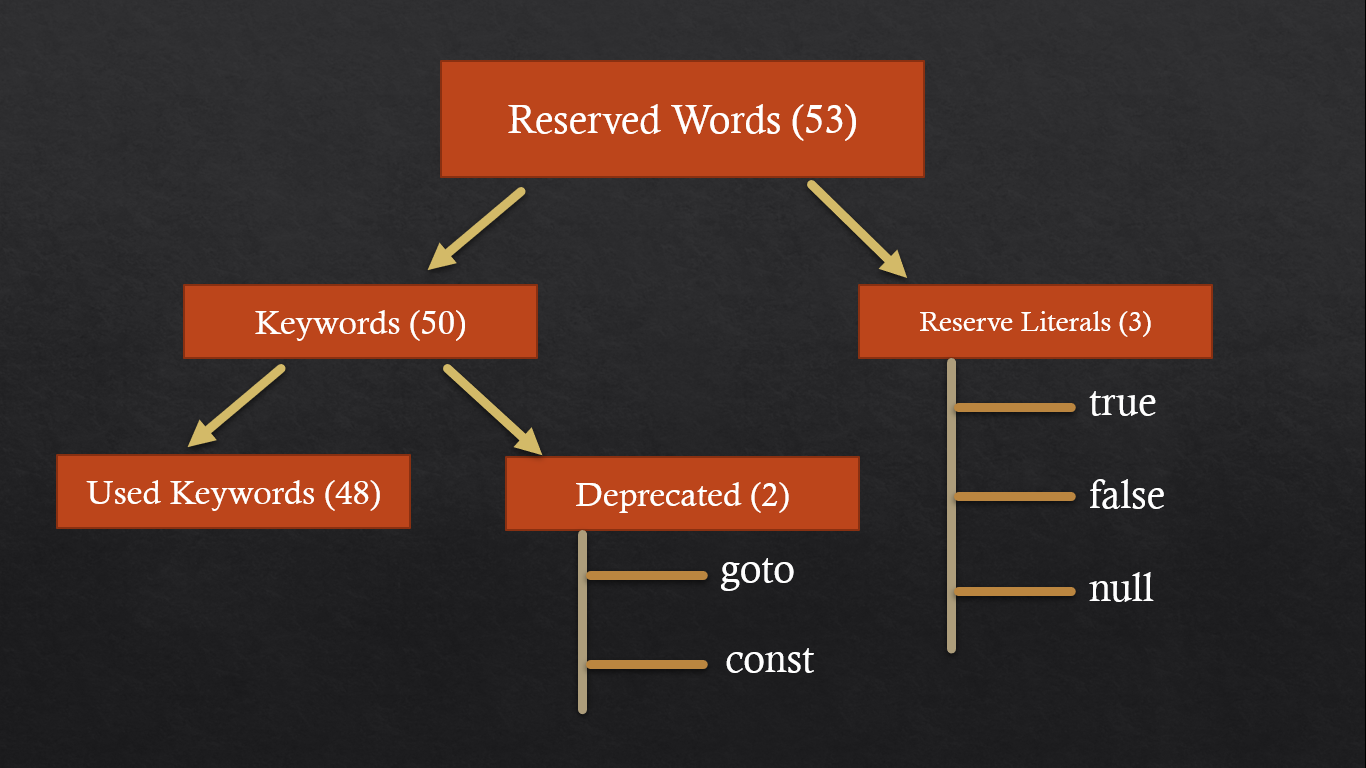 Reserved Words (53)
Keywords (50)
Reserve Literals (3)
true
false
null
Used Keywords (48)
Deprecated (2)
goto
const